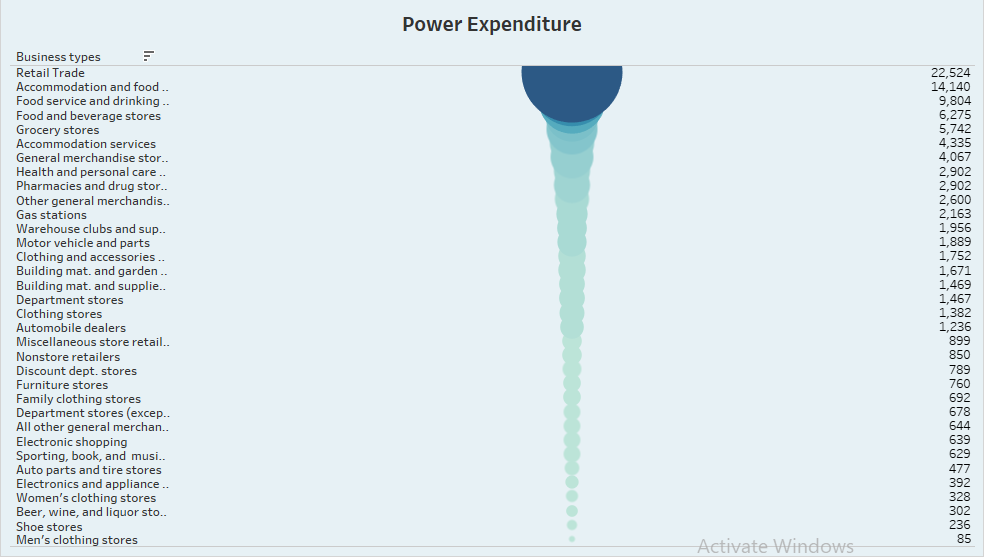 Power Expenditure
Business types
Retail Trade 22,524
Accommodation and food .. 14,140
Food service and drinking .. 9,804
Food and beverage stores 6,275
Grocery stores 5,742
Accommodation services 4,335
General merchandise stor.. 4,067
Health and personal care .. 2,902
Pharmacies and drug stor.. 2,902
Other general merchandis.. 2,600
Gas stations 2,163
Warehouse clubs and sup.. 1,956
Motor vehicle and parts 1,889
Clothing and accessories .. 1,752
Building mat. and garden .. 1,671
Building mat. and supplie.. 1,469
Department stores 1,467
Clothing stores 1,382
Automobile dealers 1,236
Miscellaneous store retail.. 899
Nonstore retailers 850
Discount dept. stores 789
Furniture stores 760
Family clothing stores 692
Department stores (excep.. 678
All other general merchan.. 644
Electronic shopping 639
Sporting, book, and musi.. 629
Auto parts and tire stores 477
Electronics and appliance .. 392
Women’s clothing stores 328
Beer, wine, and liquor sto.. 302
Shoe stores 236
Men’s clothing stores 85
Activate Windows